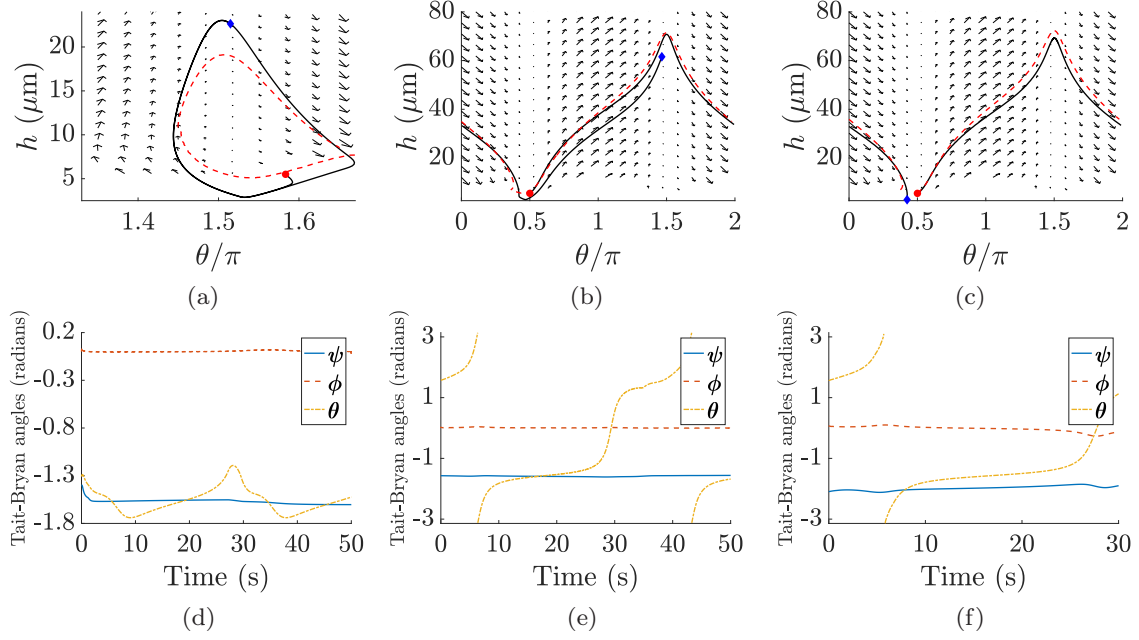 20
15
10
5
h (μm)
1.4 1.5 1.6
θ/π
(a)
80
60
40
20
h (μm)
0 0.5 1 1.5 2
θ/π
(b)
80
60
40
20
h (μm)
0 0.5 1 1.5 2
θ/π
(c)
0.2
-0.3
-0.8
-1.3
-1.8
Tait-Bryan angles (radians)
ψ
φ
θ
0 10 20 30 40 50
Time (s)
(d)
3
1
-1
-3
Tait-Bryan angles (radians)
ψ
φ
θ
0 10 20 30 40 50
Time (s)
(e)
3
1
-1
-3
Tait-Bryan angles (radians)
ψ
φ
θ
0 10 20 30
Time (s)
(f)